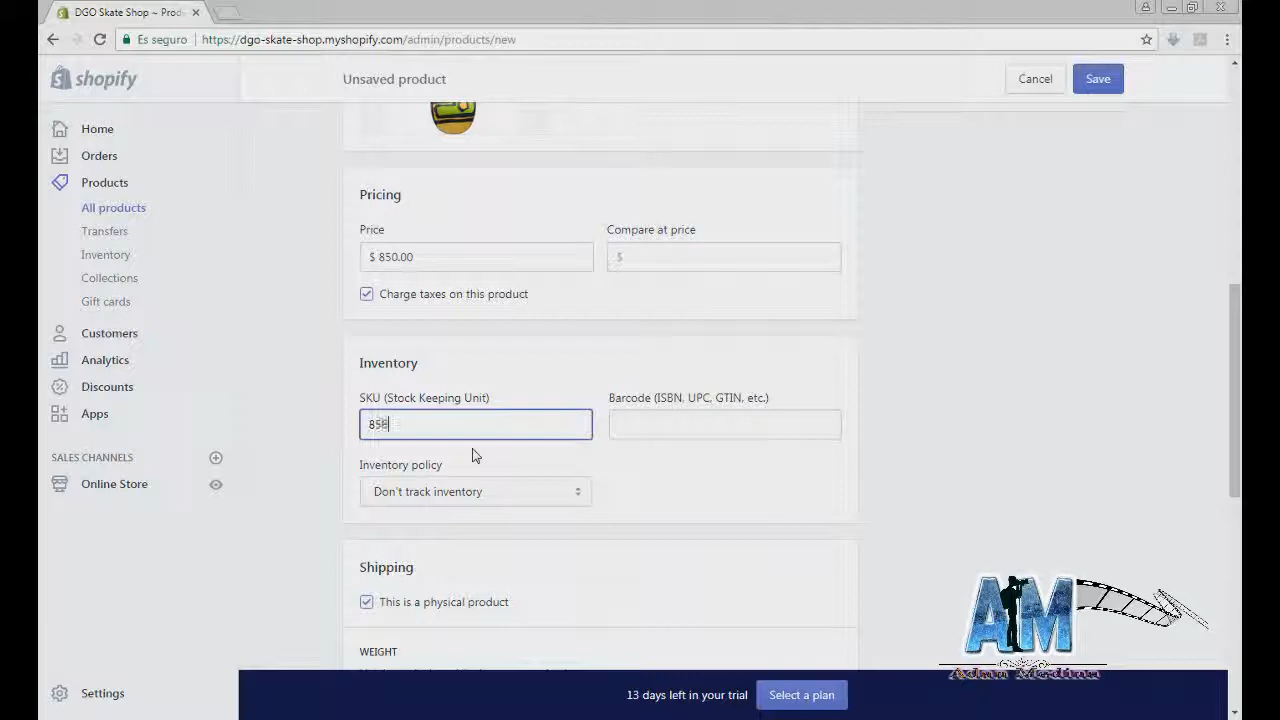 DGO Skate Shop ~ Prod
Es seguro
https://dgo-skate-shop.myshopify.com/admin/products/new
shopify
Unsaved product
Cancel
Save
Home
Orders
Products
All products
Transfers
Inventory
Collections
Gift cards
Customers
Analytics
Discounts
Apps
SALES CHANNELS
Online Store
Settings
Pricing
Price
Compare at price
$ 850.00
$
Charge taxes on this product
Inventory
SKU (Stock Keeping Unit)
Barcode (ISBN, UPC, GTIN, etc.)
Inventory policy
Don't track inventory
Shipping
This is a physical product
WEIGHT
13 days left in your trial
Select a plan
AM